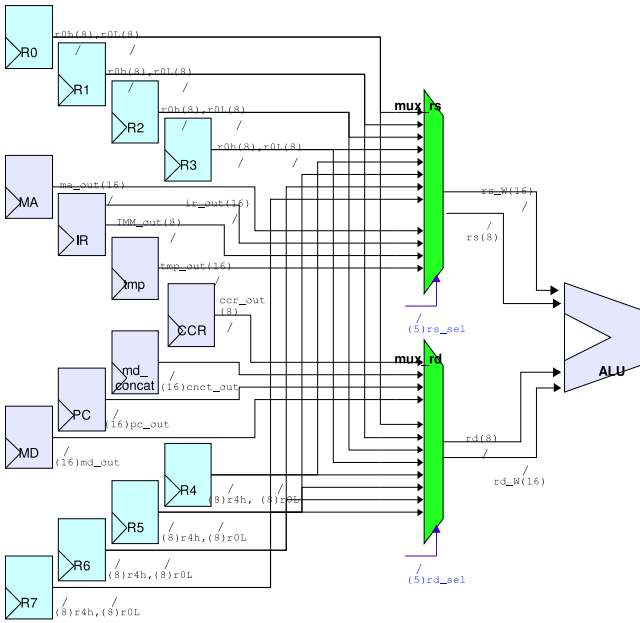 R0
r0h(8),r0L(8)
R1
r0h(8),r0L(8)
R2
r0h(8),r0L(8)
R3
r0h(8),r0L(8)
mux_rs
MA
ma_out(16)
IR
ir_out(16)
IMM_out(8)
tmp
tmp_out(16)
rs_W(16)
rs(8)
(5)rs_sel
CCR
ccr_out
(8)
md_
concat
(16)cnct_out
PC
(16)pc_out
MD
(16)md_out
mux_rd
ALU
rd(8)
rd_W(16)
R4
(8)r4h, (8)r0L
R5
(8)r4h,(8)r0L
R6
(8)r4h,(8)r0L
R7
(8)r4h,(8)r0L
(5)rd_sel